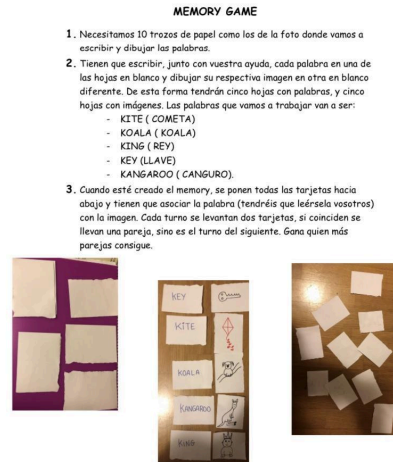 MEMORY GAME
1. Necesitamos 10 trozos de papel como los de la foto donde vamos a
escribir y dibujar las palabras.
2. Tienen que escribir, junto con vuestra ayuda, cada palabra en una de
las hojas en blanco y dibujar su respectiva imagen en otra en blanco
diferente. De esta forma tendrán cinco hojas con palabras, y cinco
hojas con imágenes. Las palabras que vamos a trabajar van a ser:
- KITE ( COMETA)
- KOALA ( KOALA)
- KING ( REY)
- KEY (LLAVE)
- KANGAROO ( CANGURO).
3. Cuando esté creado el memory, se ponen todas las tarjetas hacia
abajo y tienen que asociar la palabra (tendréis que leérsela vosotros)
con la imagen. Cada turno se levantan dos tarjetas, si coinciden se
llevan una pareja, sino es el turno del siguiente. Gana quien más
parejas consigue.
KEY
KITE
KOALA
KANGAROO
KING